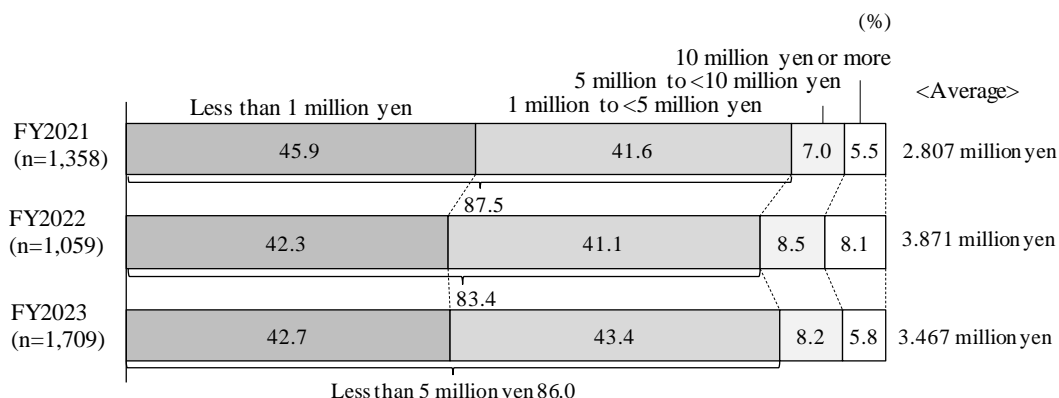 (%)
10 million yen or more
5 million to <10 million yen
<Average>
Less than 1 million yen
1 million to <5 million yen
FY2021
(n=1,358)
45.9
41.6
7.0
5.5
2.807 million yen
87.5
FY2022
(n=1,059)
42.3
41.1
8.5
8.1
3.871 million yen
83.4
FY2023
(n=1,709)
42.7
43.4
8.2
5.8
3.467 million yen
Less than 5 million yen 86.0